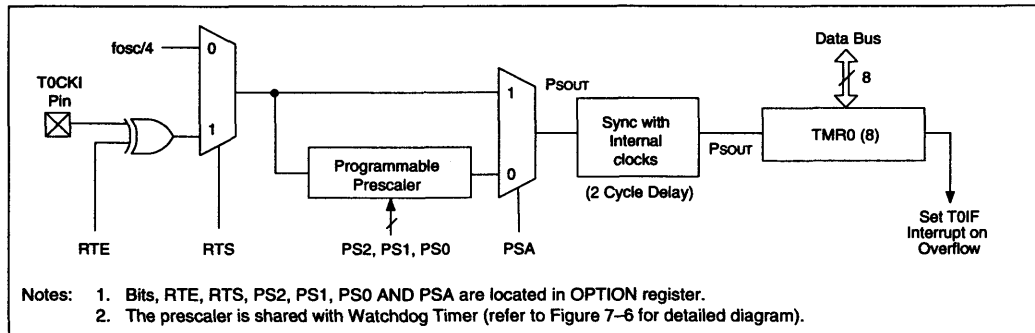 fosc/4
0
Data Bus
8
T0CKI
Pin
1
1
PSOUT
Sync with
Internal
clocks
PSOUT
TMR0 (8)
Programmable
Prescaler
0
(2 Cycle Delay)
Set T0IF
Interrupt on
Overflow
RTE
RTS
PS2, PS1, PS0
PSA
Notes: 1. Bits, RTE, RTS, PS2, PS1, PS0 AND PSA are located in OPTION register.
2. The prescaler is shared with Watchdog Timer (refer to Figure 7–6 for detailed diagram).